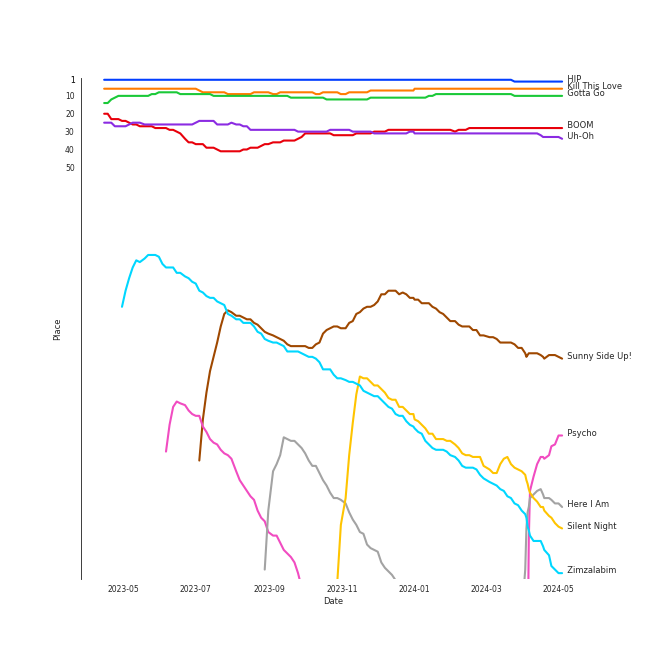 1
10
20
30
40
50
Place
HIP
Kill This Love
Gotta Go
BOOM
Uh-Oh
Sunny Side Up!
Psycho
Here I Am
Silent Night
Zimzalabim
2023-05 2023-07 2023-09 2023-11 2024-01 2024-03 2024-05
Date